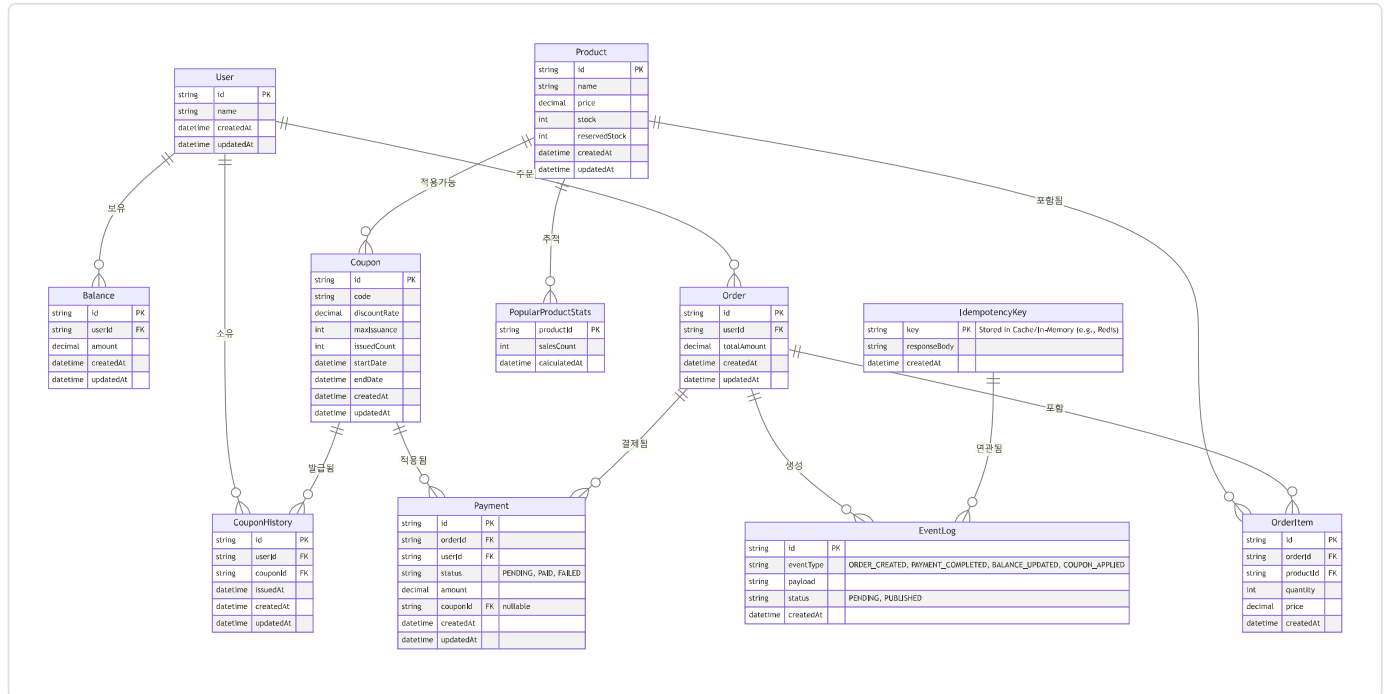 Product
string id PK
string name
decimal price
int stock
int reservedStock
datetime createdAt
datetime updatedAt
User
string id PK
string name
datetime createdAt
datetime updatedAt
주문
적용가능
포함됨
보유
추적
소유
Coupon
string id PK
string code
decimal discountRate
int maxIssuance
int issuedCount
datetime startDate
datetime endDate
datetime createdAt
datetime updatedAt
Balance
string id PK
string userId FK
decimal amount
datetime createdAt
datetime updatedAt
PopularProductStats
string productId PK
int salesCount
datetime calculatedAt
Order
string id PK
string userId FK
decimal totalAmount
datetime createdAt
datetime updatedAt
IdempotencyKey
string key PK Stored in Cache/In-Memory (e.g., Redis)
string responseBody
datetime createdAt
포함
결제됨
연관됨
적용됨
생성
발급됨
Payment
string id PK
string orderId FK
string userId FK
string status PENDING, PAID, FAILED
decimal amount
string couponId FK nullable
datetime createdAt
datetime updatedAt
CouponHistory
string id PK
string userId FK
string couponId FK
datetime issuedAt
datetime createdAt
datetime updatedAt
EventLog
string id PK
string eventType ORDER_CREATED, PAYMENT_COMPLETED, BALANCE_UPDATED, COUPON_APPLIED
string payload
string status PENDING, PUBLISHED
datetime createdAt
OrderItem
string id PK
string orderId FK
string productId FK
int quantity
decimal price
datetime createdAt